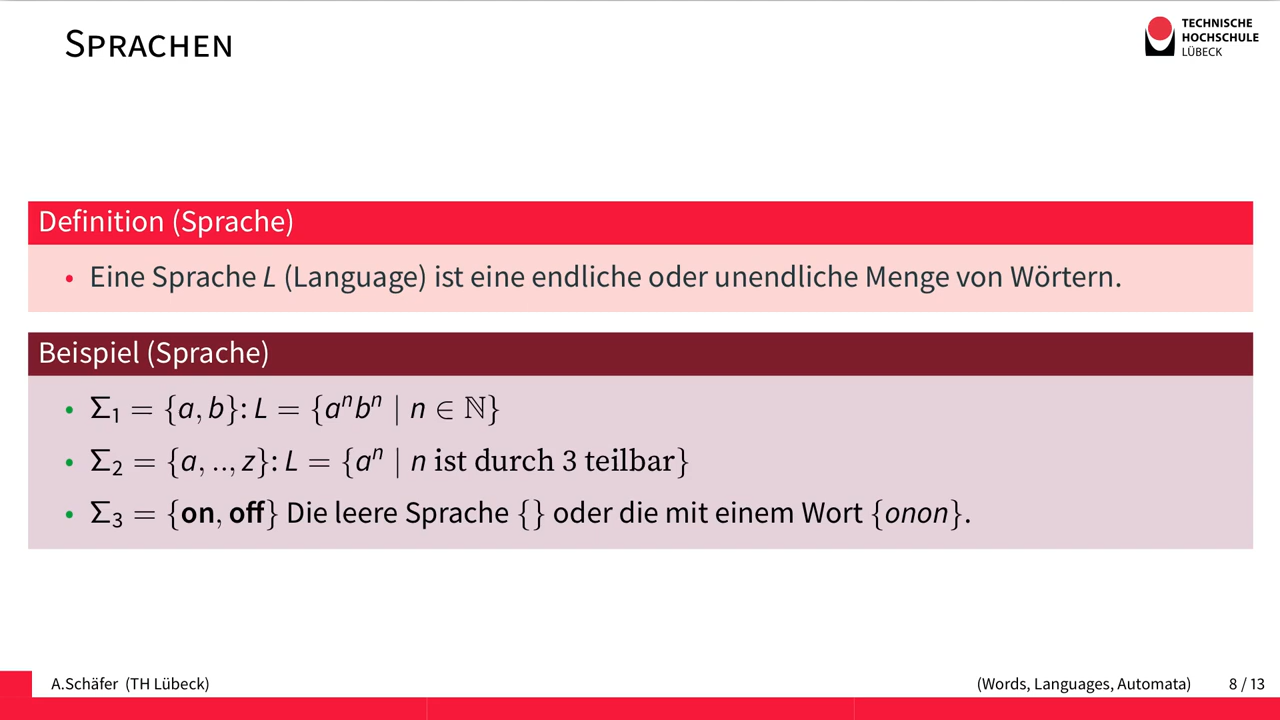 SPRACHEN
TECHNISCHE
HOCHSCHULE
LÜBECK
Definition (Sprache)
• Eine Sprache L (Language) ist eine endliche oder unendliche Menge von Wörtern.
Beispiel (Sprache)
• Σ₁ = {a, b}: L = {aⁿbⁿ | n ∈ ℕ}
• Σ₂ = {a, .., z}: L = {aⁿ | n ist durch 3 teilbar}
• Σ₃ = {on, off} Die leere Sprache {} oder die mit einem Wort {onon}.
A.Schäfer (TH Lübeck) (Words, Languages, Automata) 8 / 13